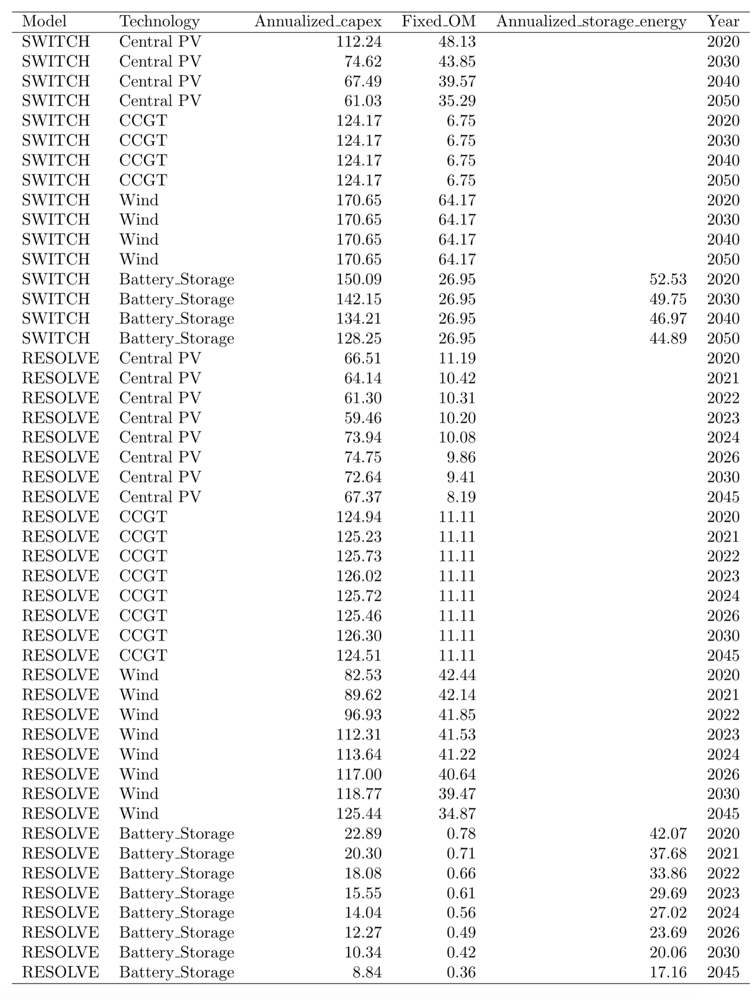 Model Technology Annualized_capex Fixed_OM Annualized_storage_energy Year
SWITCH Central PV 112.24 48.13 2020
SWITCH Central PV 74.62 43.85 2030
SWITCH Central PV 67.49 39.57 2040
SWITCH Central PV 61.03 35.29 2050
SWITCH CCGT 124.17 6.75 2020
SWITCH CCGT 124.17 6.75 2030
SWITCH CCGT 124.17 6.75 2040
SWITCH CCGT 124.17 6.75 2050
SWITCH Wind 170.65 64.17 2020
SWITCH Wind 170.65 64.17 2030
SWITCH Wind 170.65 64.17 2040
SWITCH Wind 170.65 64.17 2050
SWITCH Battery_Storage 150.09 26.95 52.53 2020
SWITCH Battery_Storage 142.15 26.95 49.75 2030
SWITCH Battery_Storage 134.21 26.95 46.97 2040
SWITCH Battery_Storage 128.25 26.95 44.89 2050
RESOLVE Central PV 66.51 11.19 2020
RESOLVE Central PV 64.14 10.42 2021
RESOLVE Central PV 61.30 10.31 2022
RESOLVE Central PV 59.46 10.20 2023
RESOLVE Central PV 73.94 10.08 2024
RESOLVE Central PV 74.75 9.86 2026
RESOLVE Central PV 72.64 9.41 2030
RESOLVE Central PV 67.37 8.19 2045
RESOLVE CCGT 124.94 11.11 2020
RESOLVE CCGT 125.23 11.11 2021
RESOLVE CCGT 125.73 11.11 2022
RESOLVE CCGT 126.02 11.11 2023
RESOLVE CCGT 125.72 11.11 2024
RESOLVE CCGT 125.46 11.11 2026
RESOLVE CCGT 126.30 11.11 2030
RESOLVE CCGT 124.51 11.11 2045
RESOLVE Wind 82.53 42.44 2020
RESOLVE Wind 89.62 42.14 2021
RESOLVE Wind 96.93 41.85 2022
RESOLVE Wind 112.31 41.53 2023
RESOLVE Wind 113.64 41.22 2024
RESOLVE Wind 117.00 40.64 2026
RESOLVE Wind 118.77 39.47 2030
RESOLVE Wind 125.44 34.87 2045
RESOLVE Battery_Storage 22.89 0.78 42.07 2020
RESOLVE Battery_Storage 20.30 0.71 37.68 2021
RESOLVE Battery_Storage 18.08 0.66 33.86 2022
RESOLVE Battery_Storage 15.55 0.61 29.69 2023
RESOLVE Battery_Storage 14.04 0.56 27.02 2024
RESOLVE Battery_Storage 12.27 0.49 23.69 2026
RESOLVE Battery_Storage 10.34 0.42 20.06 2030
RESOLVE Battery_Storage 8.84 0.36 17.16 2045